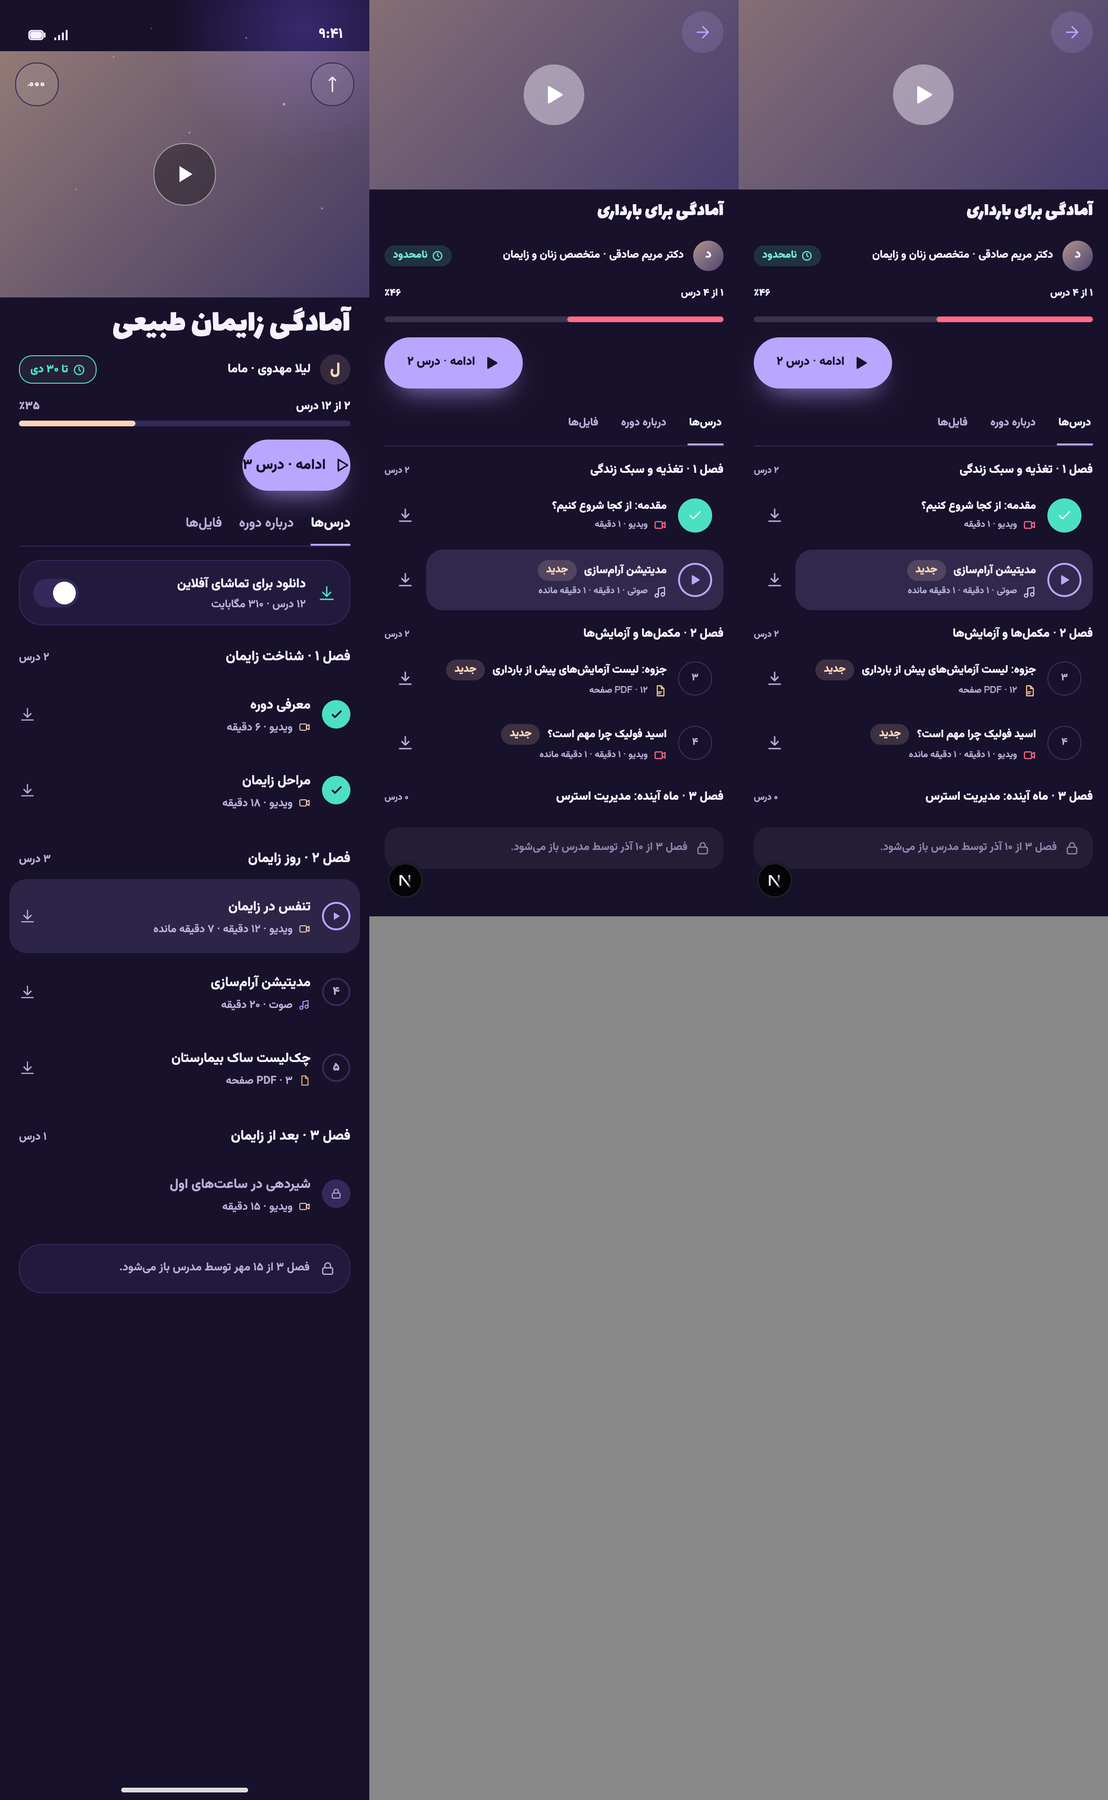 ۹:۴۱
آمادگی زایمان طبیعی
ل
لیلا مهدوی · ماما
تا ۳۰ دی
۲ از ۱۲ درس
٪۳۵
ادامه · درس ۳
درس‌ها
درباره دوره
فایل‌ها
دانلود برای تماشای آفلاین
۱۲ درس · ۳۱۰ مگابایت
فصل ۱ · شناخت زایمان
۲ درس
معرفی دوره
ویدیو · ۶ دقیقه
مراحل زایمان
ویدیو · ۱۸ دقیقه
فصل ۲ · روز زایمان
۳ درس
تنفس در زایمان
ویدیو · ۱۲ دقیقه · ۷ دقیقه مانده
۴
مدیتیشن آرام‌سازی
صوت · ۲۰ دقیقه
۵
چک‌لیست ساک بیمارستان
PDF · ۳ صفحه
فصل ۳ · بعد از زایمان
۱ درس
شیردهی در ساعت‌های اول
ویدیو · ۱۵ دقیقه
فصل ۳ از ۱۵ مهر توسط مدرس باز می‌شود.
آمادگی برای بارداری
د
دکتر مریم صادقی · متخصص زنان و زایمان
نامحدود
۱ از ۴ درس
٪۴۶
ادامه · درس ۲
درس‌ها
درباره دوره
فایل‌ها
فصل ۱ · تغذیه و سبک زندگی
۲ درس
مقدمه: از کجا شروع کنیم؟
ویدیو · ۱ دقیقه
مدیتیشن آرام‌سازی جدید
صوتی · ۱ دقیقه · ۱ دقیقه مانده
فصل ۲ · مکمل‌ها و آزمایش‌ها
۲ درس
۳
جزوه: لیست آزمایش‌های پیش از بارداری جدید
PDF · ۱۲ صفحه
۴
اسید فولیک چرا مهم است؟ جدید
ویدیو · ۱ دقیقه · ۱ دقیقه مانده
فصل ۳ · ماه آینده: مدیریت استرس
۰ درس
فصل ۳ از ۱۰ آذر توسط مدرس باز می‌شود.
N
آمادگی برای بارداری
د
دکتر مریم صادقی · متخصص زنان و زایمان
نامحدود
۱ از ۴ درس
٪۴۶
ادامه · درس ۲
درس‌ها
درباره دوره
فایل‌ها
فصل ۱ · تغذیه و سبک زندگی
۲ درس
مقدمه: از کجا شروع کنیم؟
ویدیو · ۱ دقیقه
مدیتیشن آرام‌سازی جدید
صوتی · ۱ دقیقه · ۱ دقیقه مانده
فصل ۲ · مکمل‌ها و آزمایش‌ها
۲ درس
۳
جزوه: لیست آزمایش‌های پیش از بارداری جدید
PDF · ۱۲ صفحه
۴
اسید فولیک چرا مهم است؟ جدید
ویدیو · ۱ دقیقه · ۱ دقیقه مانده
فصل ۳ · ماه آینده: مدیریت استرس
۰ درس
فصل ۳ از ۱۰ آذر توسط مدرس باز می‌شود.
N